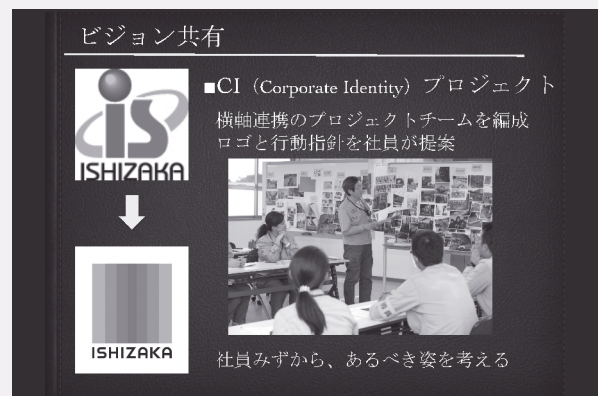 ビジョン共有
iS
ISHIZAKA
■CI（Corporate Identity）プロジェクト
横軸連携のプロジェクトチームを編成
ロゴと行動指針を社員が提案
ISHIZAKA
社員みずから、あるべき姿を考える